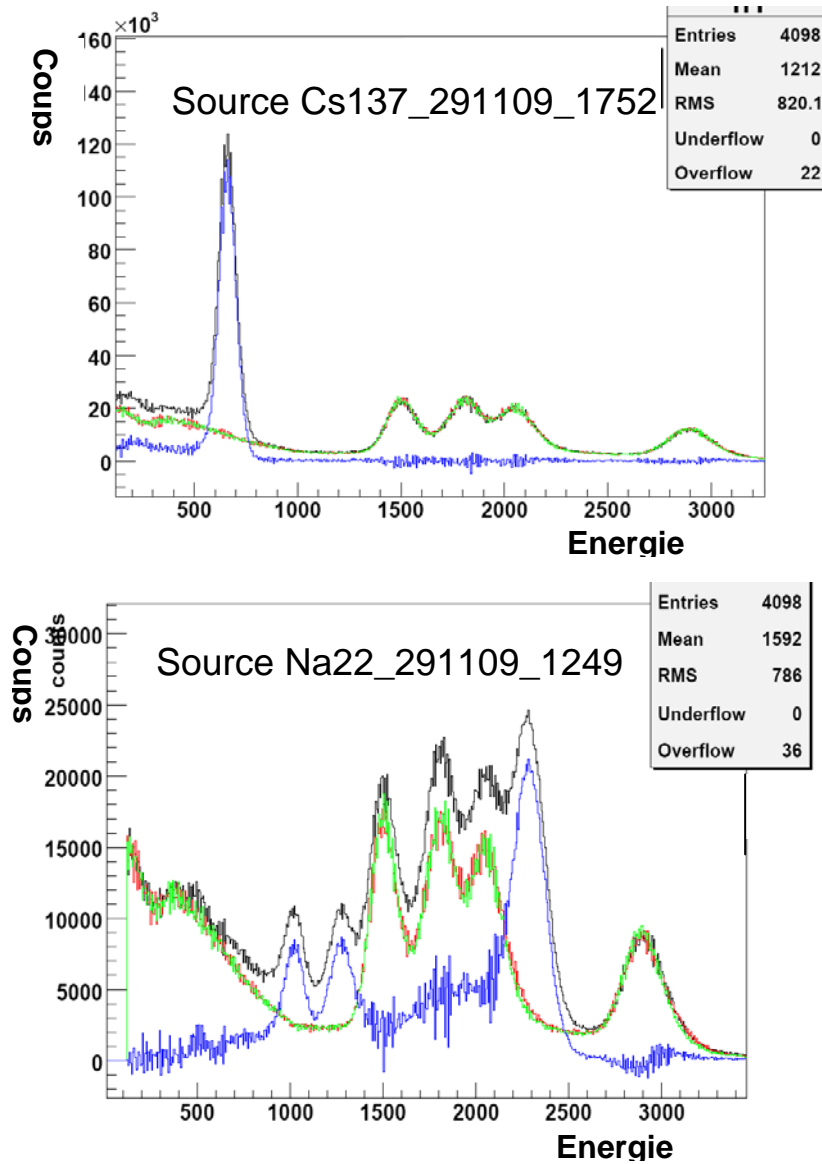 ×10³
160
140
120
100
80
60
40
20
0
Coups
Source Cs137_291109_1752
Entries 4098
Mean 1212
RMS 820.1
Underflow 0
Overflow 22
500 1000 1500 2000 2500 3000
Energie
30000
25000
20000
15000
10000
5000
0
Coups
counts
Source Na22_291109_1249
Entries 4098
Mean 1592
RMS 786
Underflow 0
Overflow 36
500 1000 1500 2000 2500 3000
Energie